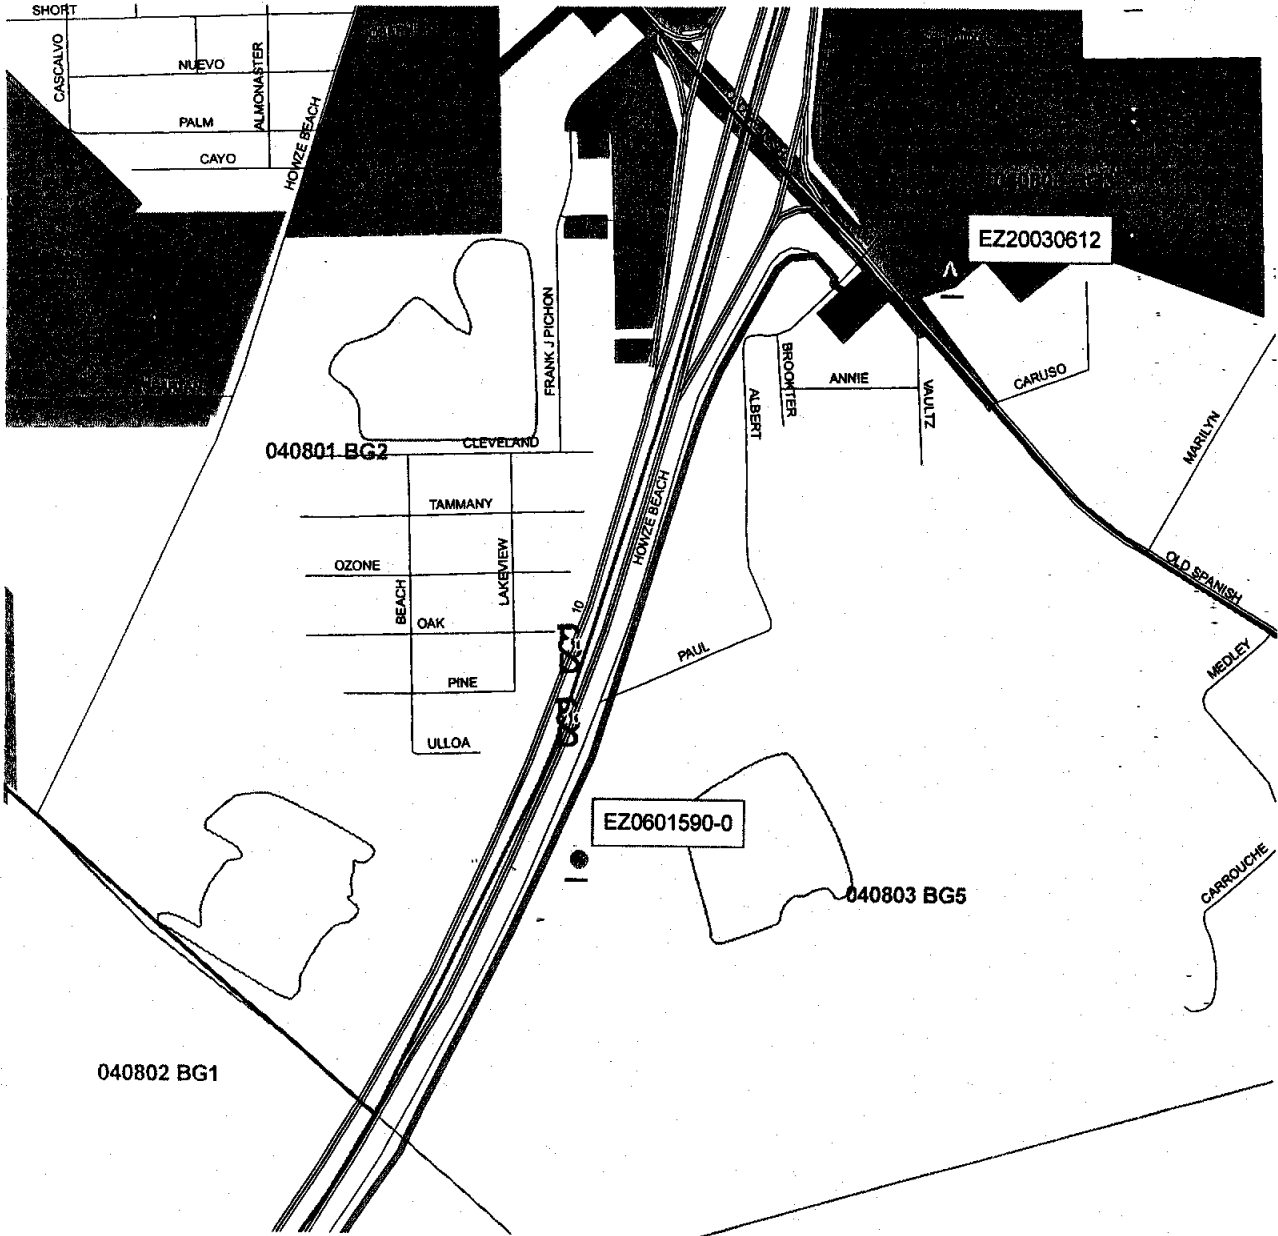 SHORT
CASCALVO
NUEVO
ALMONASTER
PALM
CAYO
HOWZE BEACH
EZ20030612
FRANK J PICHON
BROOKTER
ANNIE
ALBERT
VAULTZ
CARUSO
MARILYN
040801 BG2
CLEVELAND
TAMMANY
HOWZE BEACH
OZONE
LAKEVIEW
BEACH
OAK
10
OLD SPANISH
PAUL
MEDLEY
PINE
ULLOA
EZ0601590-0
040803 BG5
CARROUCHE
040802 BG1